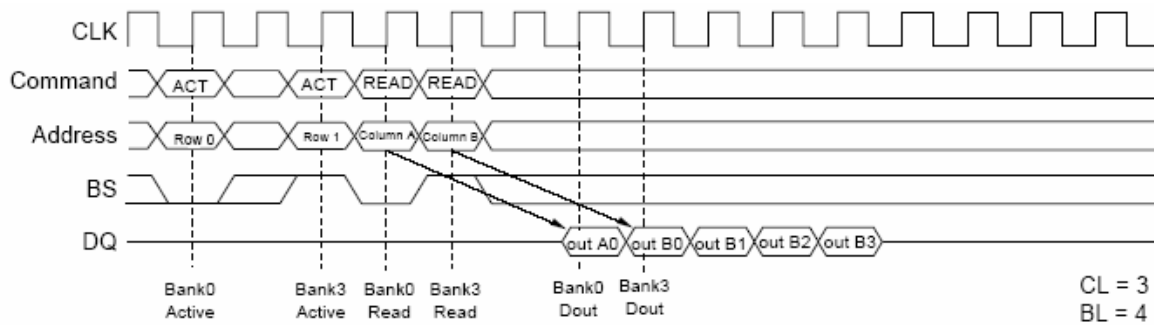 CLK
Command ACT ACT READ READ
Address Row 0 Row 1 Column A Column B
BS
DQ out A0 out B0 out B1 out B2 out B3
Bank0 Bank3 Bank0 Bank3 Bank0 Bank3
Active Active Read Read Dout Dout
CL = 3
BL = 4